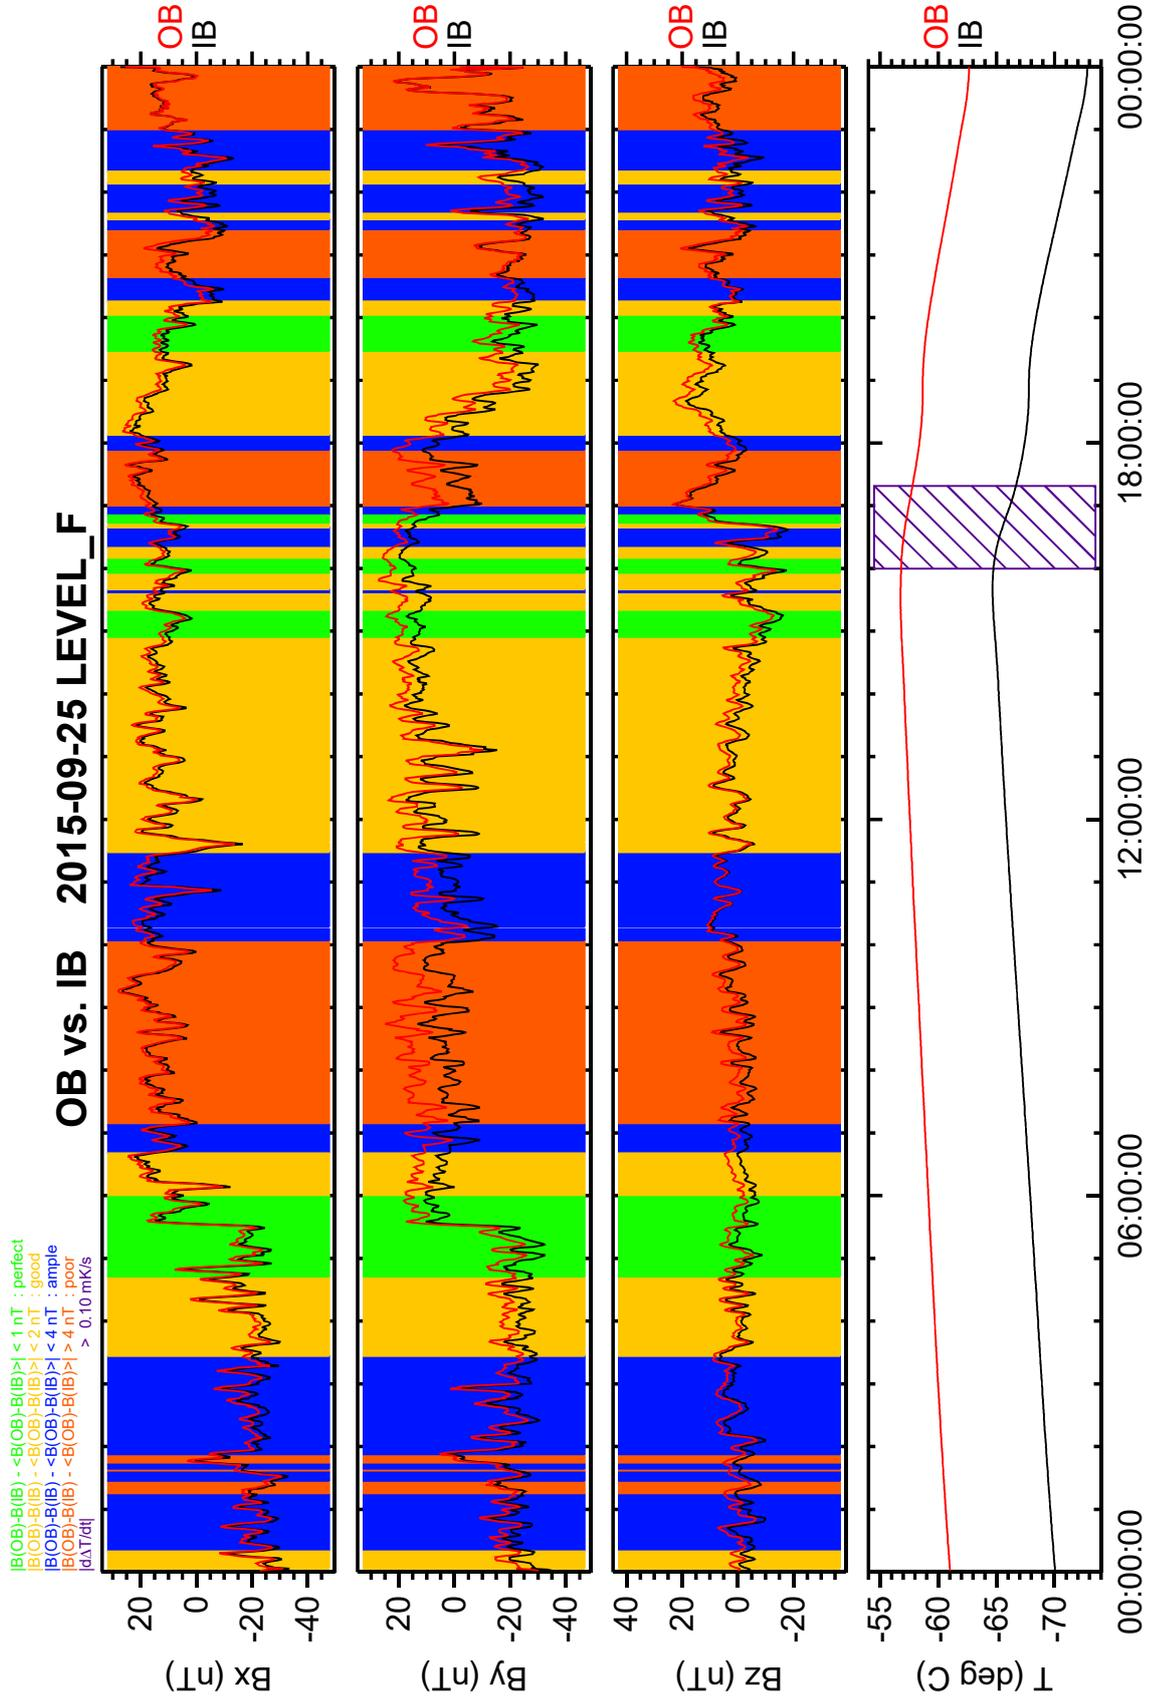 OB vs. IB 2015-09-25 LEVEL_F
|B(OB)-B(IB) - <B(OB)-B(IB)>| < 1 nT : perfect
|B(OB)-B(IB) - <B(OB)-B(IB)>| < 2 nT : good
|B(OB)-B(IB) - <B(OB)-B(IB)>| < 4 nT : ample
|B(OB)-B(IB) - <B(OB)-B(IB)>| > 4 nT : poor
|dΔT/dt| > 0.10 mK/s
Bx (nT)
20
0
-20
-40
OB
IB
By (nT)
20
0
-20
-40
OB
IB
Bz (nT)
40
20
0
-20
OB
IB
T (deg C)
-55
-60
-65
-70
OB
IB
00:00:00 06:00:00 12:00:00 18:00:00 00:00:00